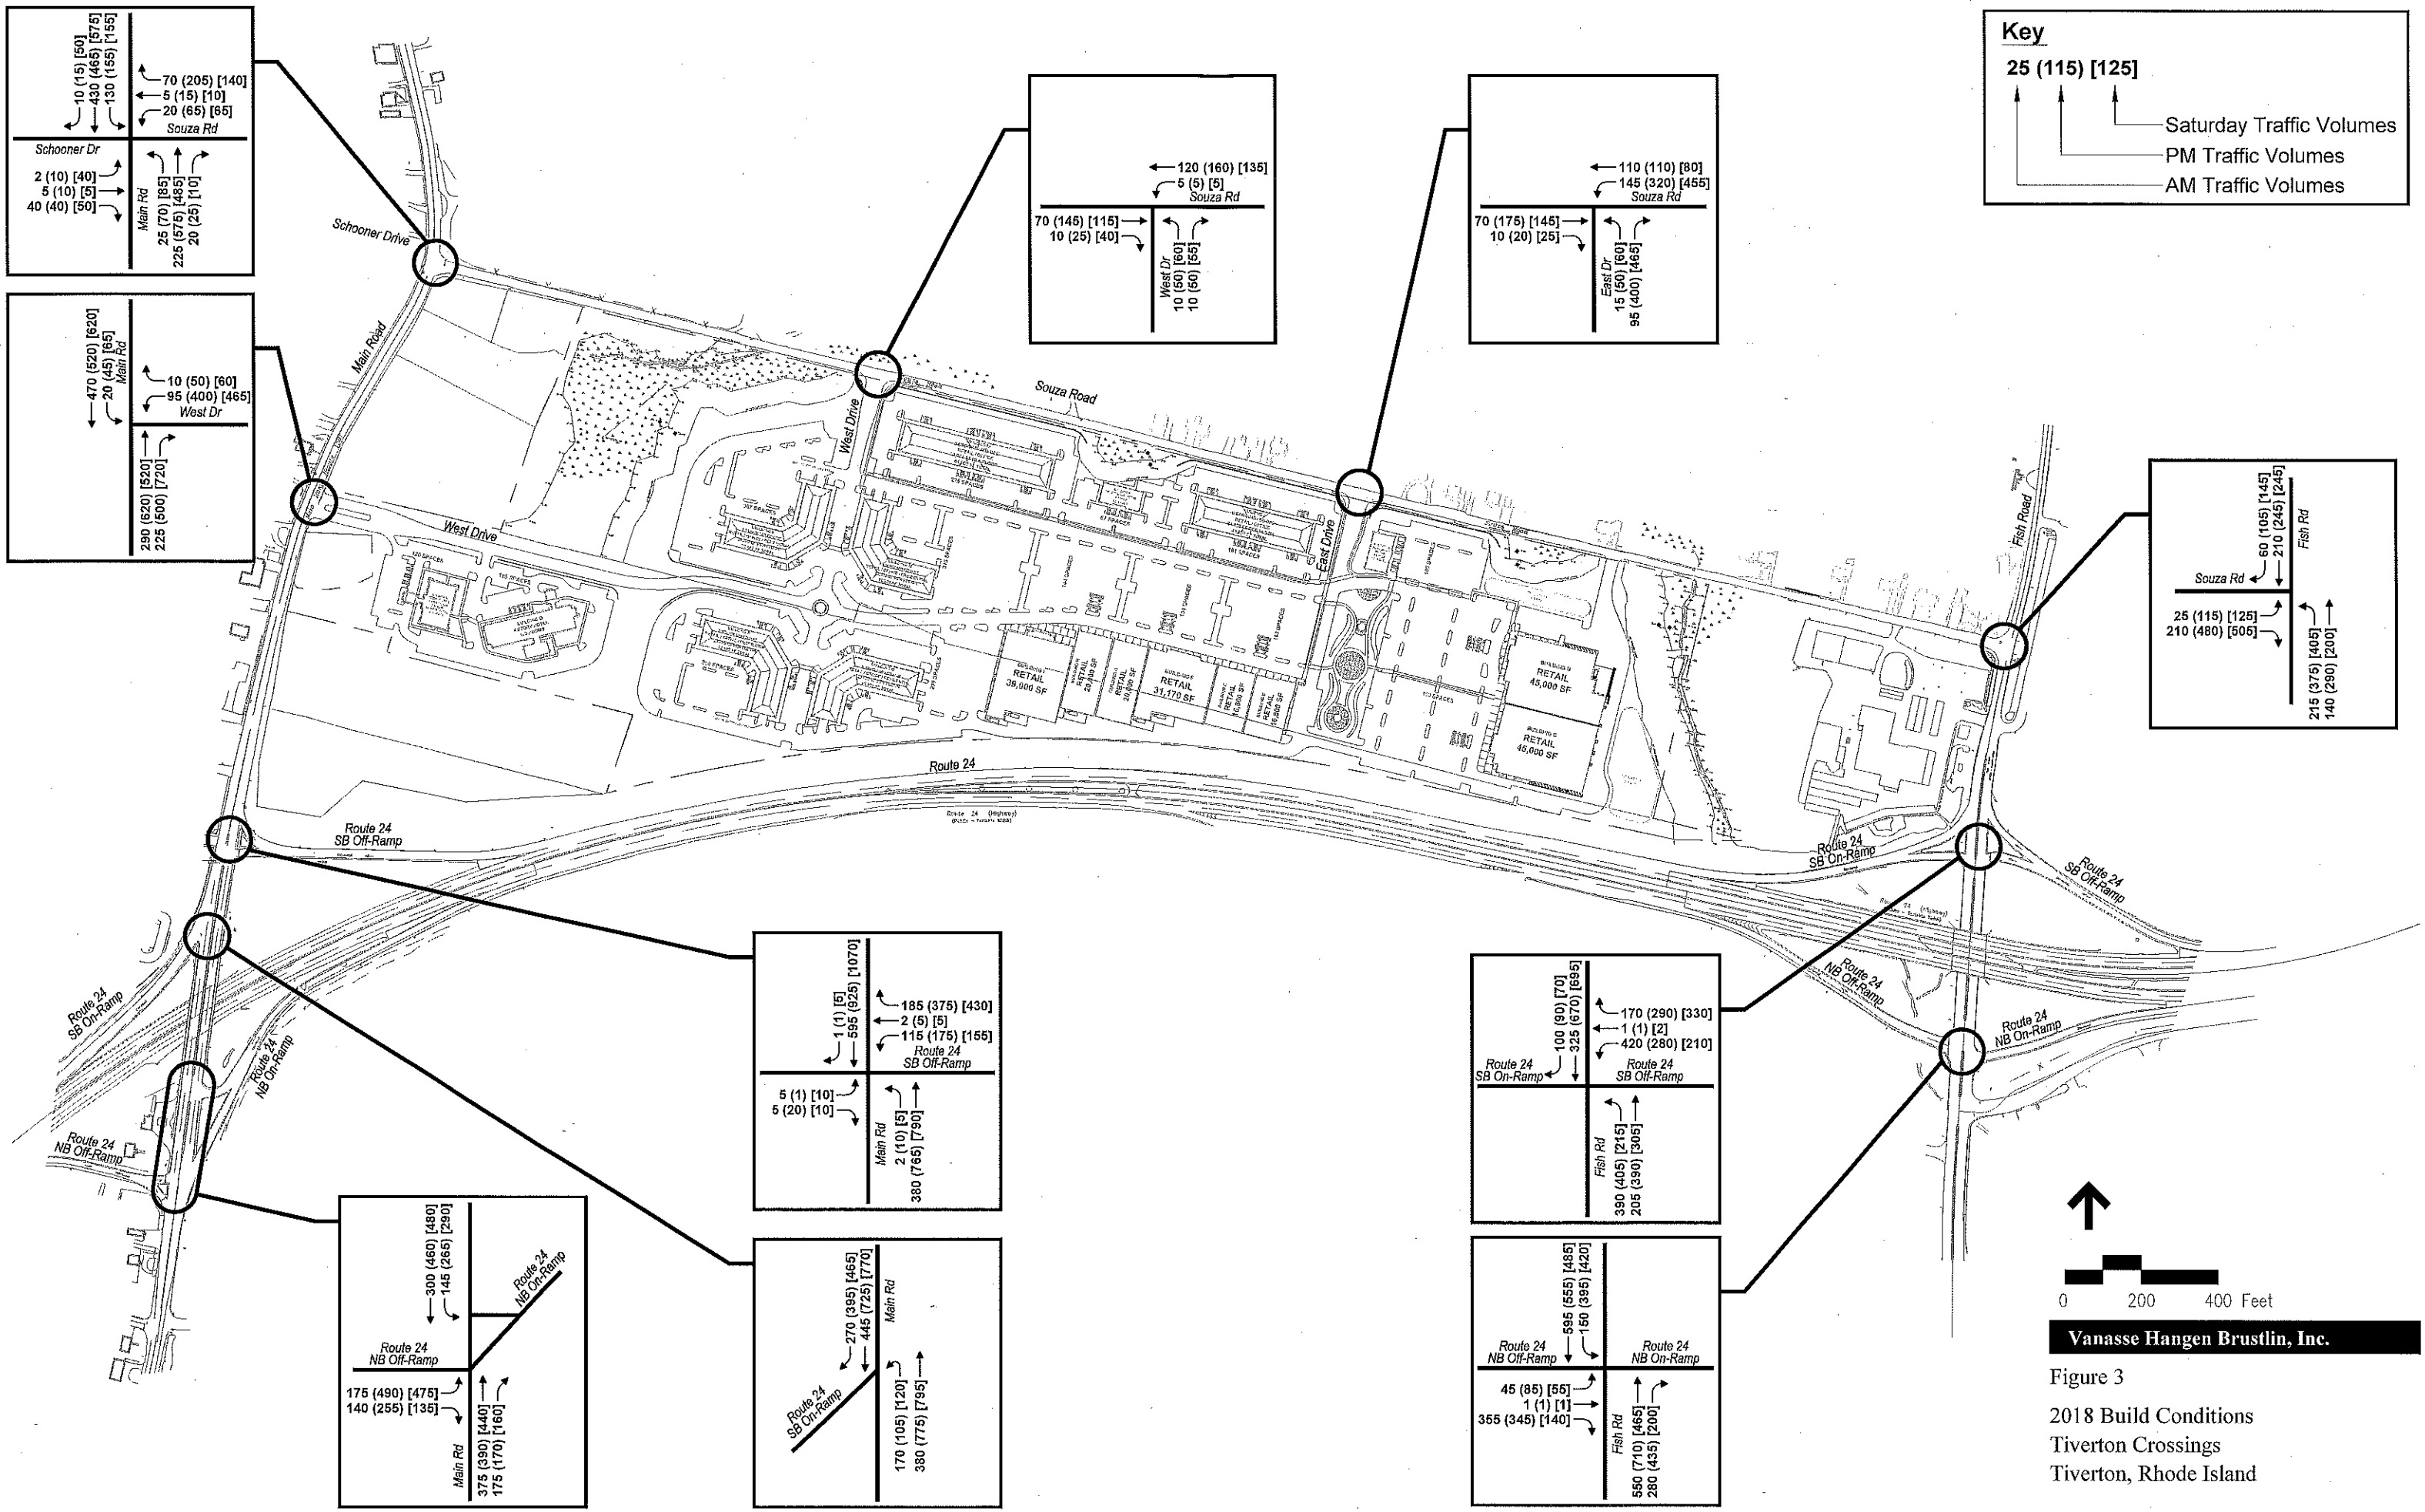 10 (15) [50]
430 (465) [575]
130 (155) [155]
70 (205) [140]
5 (15) [10]
20 (65) [65]
Souza Rd
Schooner Dr
2 (10) [40]
5 (10) [5]
40 (40) [50]
Main Rd
25 (70) [85]
225 (575) [485]
20 (25) [10]
470 (520) [620]
20 (45) [65]
Main Rd
10 (50) [60]
95 (400) [465]
West Dr
290 (620) [520]
225 (500) [720]
120 (160) [135]
5 (5) [5]
Souza Rd
70 (145) [115]
10 (25) [40]
West Dr
10 (50) [60]
10 (50) [55]
110 (110) [80]
145 (320) [455]
Souza Rd
70 (175) [145]
10 (20) [25]
East Dr
15 (50) [60]
95 (400) [465]
Key
25 (115) [125]
Saturday Traffic Volumes
PM Traffic Volumes
AM Traffic Volumes
Schooner Drive
Main Road
West Drive
Souza Road
West Drive
East Drive
Fish Road
60 (105) [145]
210 (245) [245]
Fish Rd
Souza Rd
25 (115) [125]
210 (480) [505]
215 (375) [405]
140 (290) [200]
RETAIL
39,000 SF
RETAIL
RETAIL
RETAIL
31,170 SF
RETAIL
RETAIL
RETAIL
45,000 SF
RETAIL
45,000 SF
Route 24
Route 24 (Highway)
Route 24
SB Off-Ramp
Route 24
SB On-Ramp
Route 24
SB Off-Ramp
Route 24
NB Off-Ramp
Route 24
NB On-Ramp
Route 24
SB On-Ramp
Route 24
NB On-Ramp
Route 24
NB Off-Ramp
1 (1) [5]
595 (925) [1070]
185 (375) [430]
2 (5) [5]
115 (175) [155]
Route 24
SB Off-Ramp
5 (1) [10]
5 (20) [10]
Main Rd
2 (10) [5]
380 (765) [790]
100 (90) [70]
325 (670) [695]
170 (290) [330]
1 (1) [2]
420 (280) [210]
Route 24
SB On-Ramp
Route 24
SB Off-Ramp
Fish Rd
390 (405) [215]
205 (390) [305]
300 (460) [480]
145 (265) [290]
Route 24
NB On-Ramp
Route 24
NB Off-Ramp
175 (490) [475]
140 (255) [135]
Main Rd
375 (390) [440]
175 (170) [160]
270 (395) [465]
445 (725) [770]
Main Rd
Route 24
SB On-Ramp
170 (105) [120]
380 (775) [795]
595 (555) [485]
150 (395) [420]
Route 24
NB Off-Ramp
Route 24
NB On-Ramp
45 (85) [55]
1 (1) [1]
355 (345) [140]
Fish Rd
550 (710) [465]
280 (435) [200]
0 200 400 Feet
Vanasse Hangen Brustlin, Inc.
Figure 3
2018 Build Conditions
Tiverton Crossings
Tiverton, Rhode Island